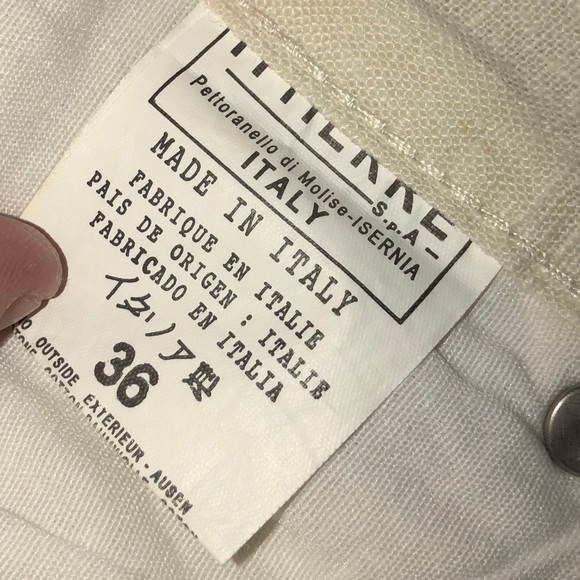 ITTIERRE
S.p.A
Pettoranello di Molise-ISERNIA
ITALY
MADE IN ITALY
FABRIQUE EN ITALIE
PAIS DE ORIGEN : ITALIE
FABRICADO EN ITALIA
イタリア製
36
OUTSIDE EXTERIEUR - AUSEN